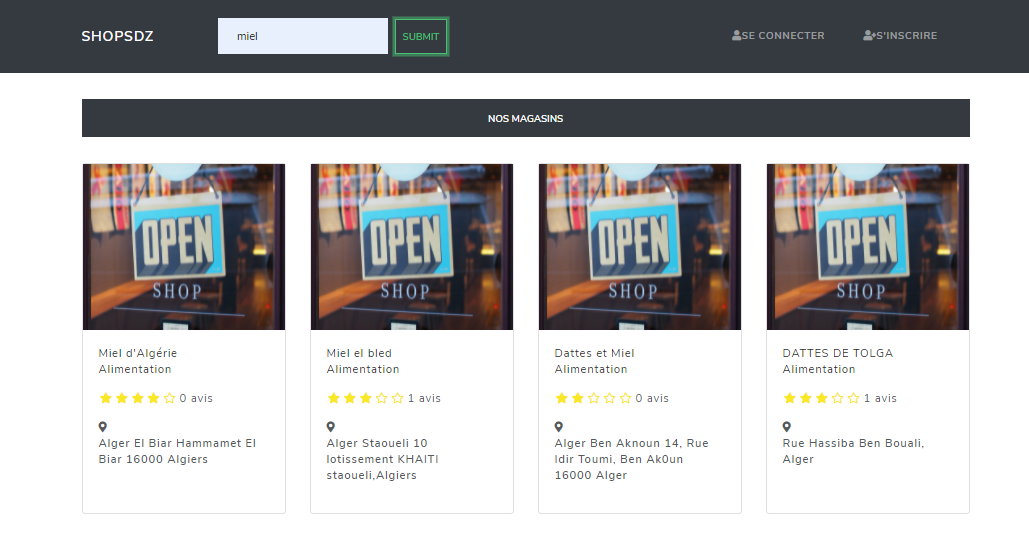 SHOPSDZ
miel
SUBMIT
SE CONNECTER
S'INSCRIRE
NOS MAGASINS
OPEN
SHOP
OPEN
SHOP
OPEN
SHOP
OPEN
SHOP
Miel d'Algérie
Alimentation
0 avis
Alger El Biar Hammamet El
Biar 16000 Algiers
Miel el bled
Alimentation
1 avis
Alger Staoueli 10
lotissement KHAITI
staoueli,Algiers
Dattes et Miel
Alimentation
0 avis
Alger Ben Aknoun 14, Rue
Idir Toumi, Ben Ak0un
16000 Alger
DATTES DE TOLGA
Alimentation
1 avis
Rue Hassiba Ben Bouali,
Alger